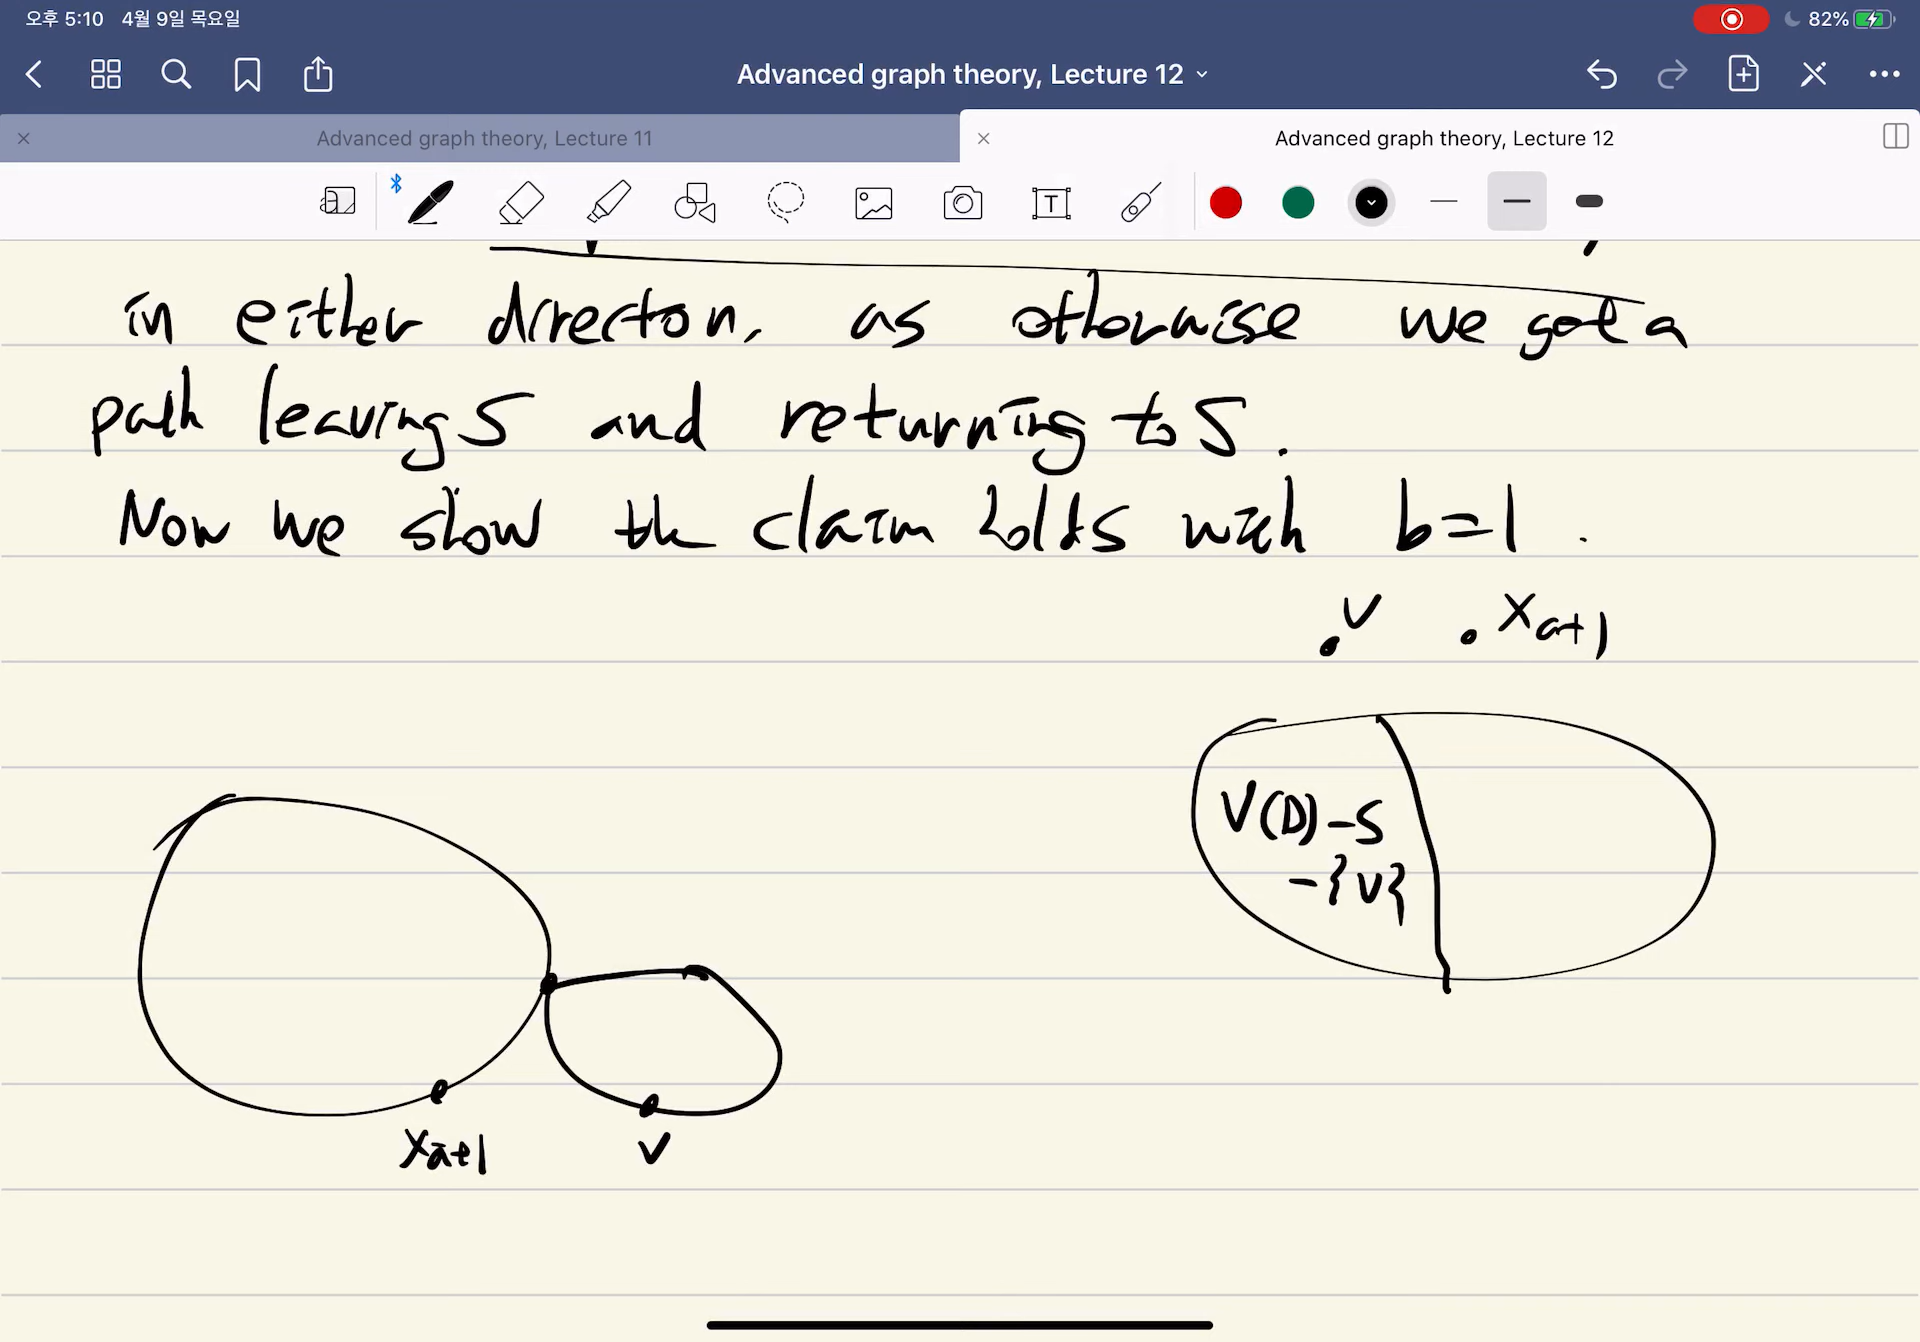 오후 5:10 4월 9일 목요일
82%
Advanced graph theory, Lecture 12
Advanced graph theory, Lecture 11
Advanced graph theory, Lecture 12
in either direction, as otherwise we get a
path leaving S and returning to S.
Now we show the claim holds with b=1.
v x_{a+1}
V(D)-S
-{v}
x_{a+1} v